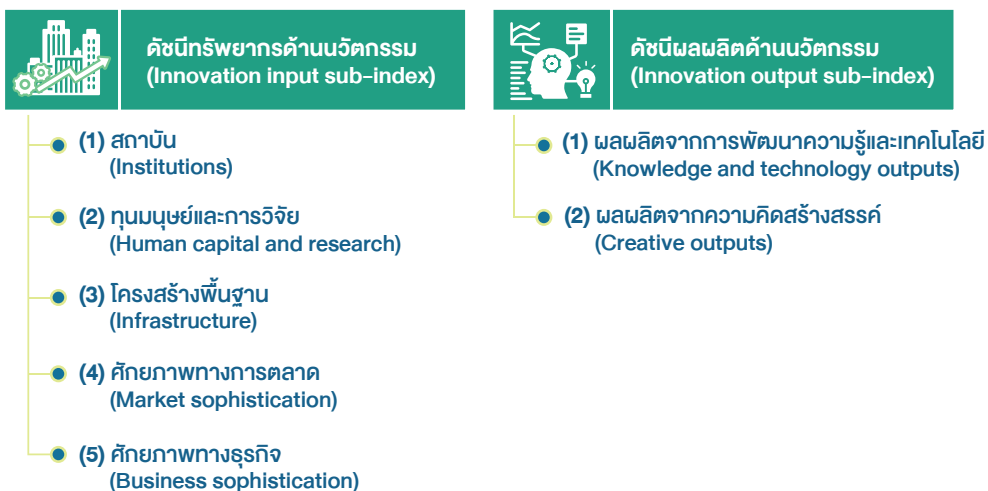 ดัชนีทรัพยากรด้านนวัตกรรม
(Innovation input sub-index)
(1) สถาบัน
(Institutions)
(2) ทุนมนุษย์และการวิจัย
(Human capital and research)
(3) โครงสร้างพื้นฐาน
(Infrastructure)
(4) ศักยภาพทางการตลาด
(Market sophistication)
(5) ศักยภาพทางธุรกิจ
(Business sophistication)
ดัชนีผลผลิตด้านนวัตกรรม
(Innovation output sub-index)
(1) ผลผลิตจากการพัฒนาความรู้และเทคโนโลยี
(Knowledge and technology outputs)
(2) ผลผลิตจากความคิดสร้างสรรค์
(Creative outputs)